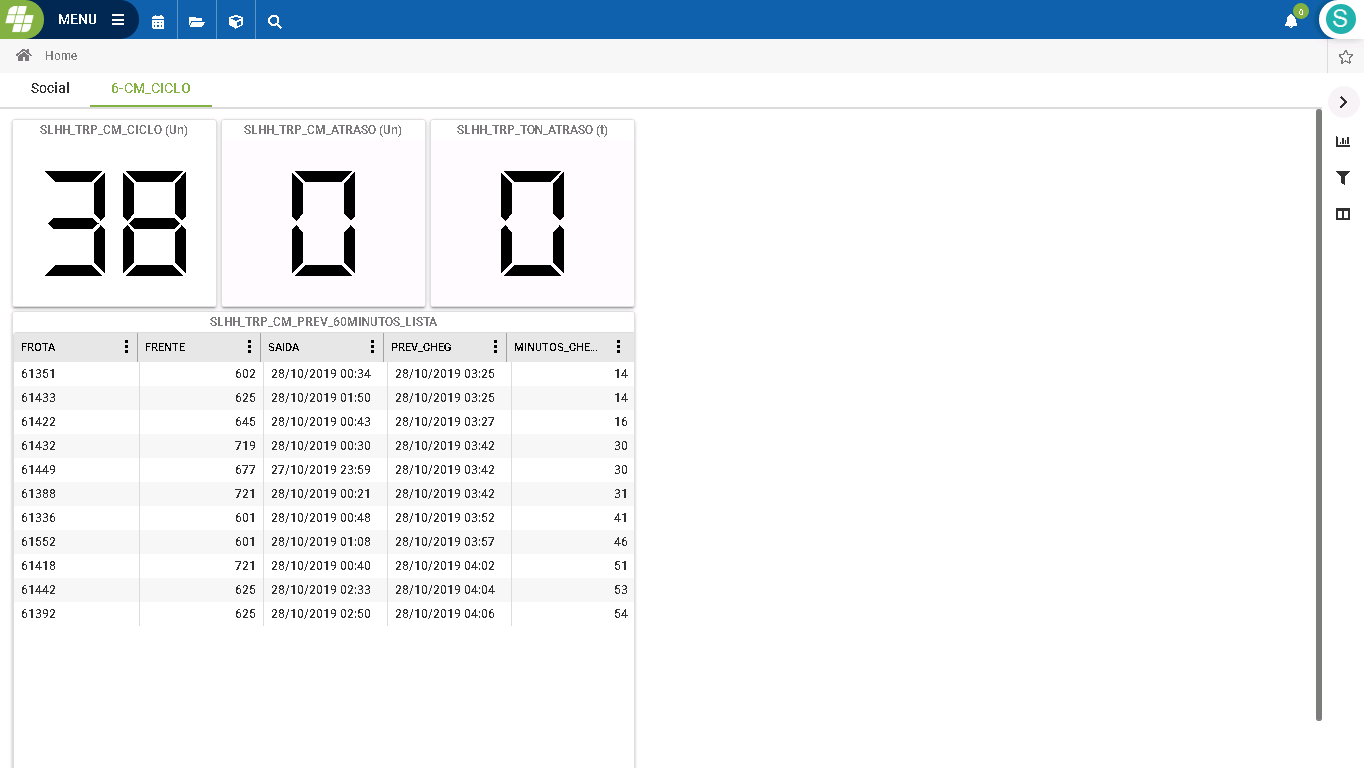 MENU
0
S
Home
Social 6-CM_CICLO
SLHH_TRP_CM_CICLO (Un) SLHH_TRP_CM_ATRASO (Un) SLHH_TRP_TON_ATRASO (t)
38 0 0
SLHH_TRP_CM_PREV_60MINUTOS_LISTA
FROTA FRENTE SAIDA PREV_CHEG MINUTOS_CHE...
61351 602 28/10/2019 00:34 28/10/2019 03:25 14
61433 625 28/10/2019 01:50 28/10/2019 03:25 14
61422 645 28/10/2019 00:43 28/10/2019 03:27 16
61432 719 28/10/2019 00:30 28/10/2019 03:42 30
61449 677 27/10/2019 23:59 28/10/2019 03:42 30
61388 721 28/10/2019 00:21 28/10/2019 03:42 31
61336 601 28/10/2019 00:48 28/10/2019 03:52 41
61552 601 28/10/2019 01:08 28/10/2019 03:57 46
61418 721 28/10/2019 00:40 28/10/2019 04:02 51
61442 625 28/10/2019 02:33 28/10/2019 04:04 53
61392 625 28/10/2019 02:50 28/10/2019 04:06 54